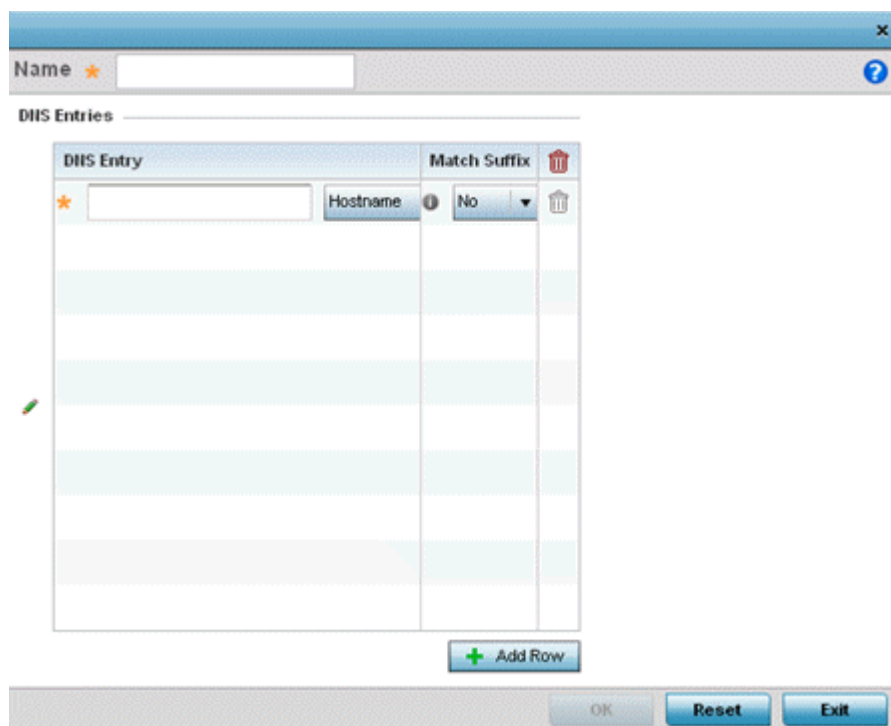 Name *
DNS Entries
DNS Entry Match Suffix
* Hostname No
+ Add Row
OK Reset Exit